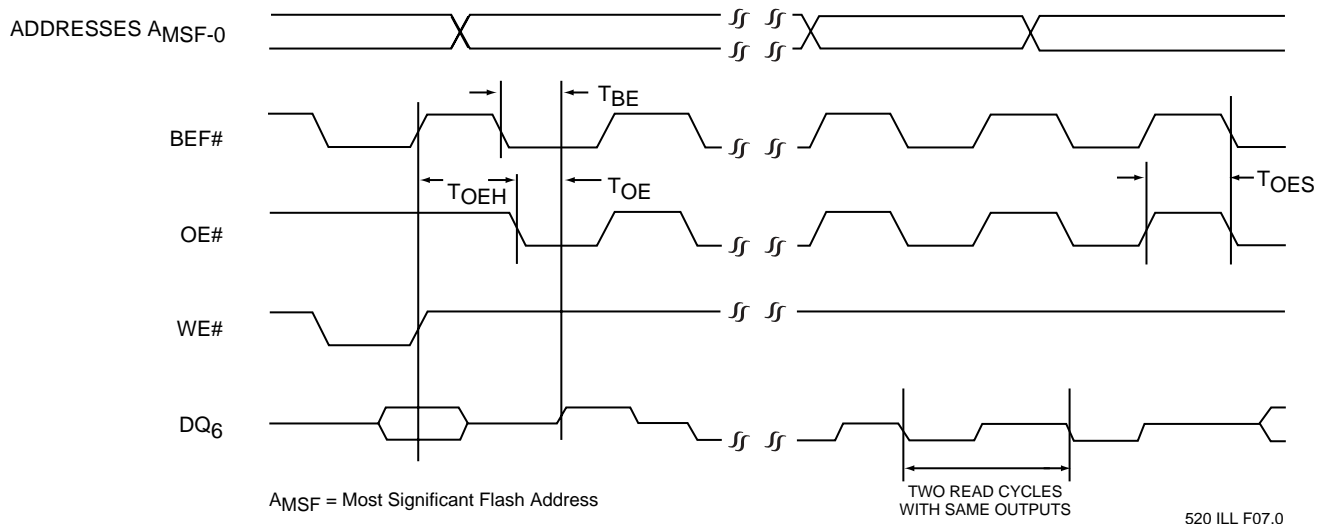 ADDRESSES AMSF-0
TBE
BEF#
TOEH
TOE
TOES
OE#
WE#
DQ6
AMSF = Most Significant Flash Address
TWO READ CYCLES
WITH SAME OUTPUTS
520 ILL F07.0